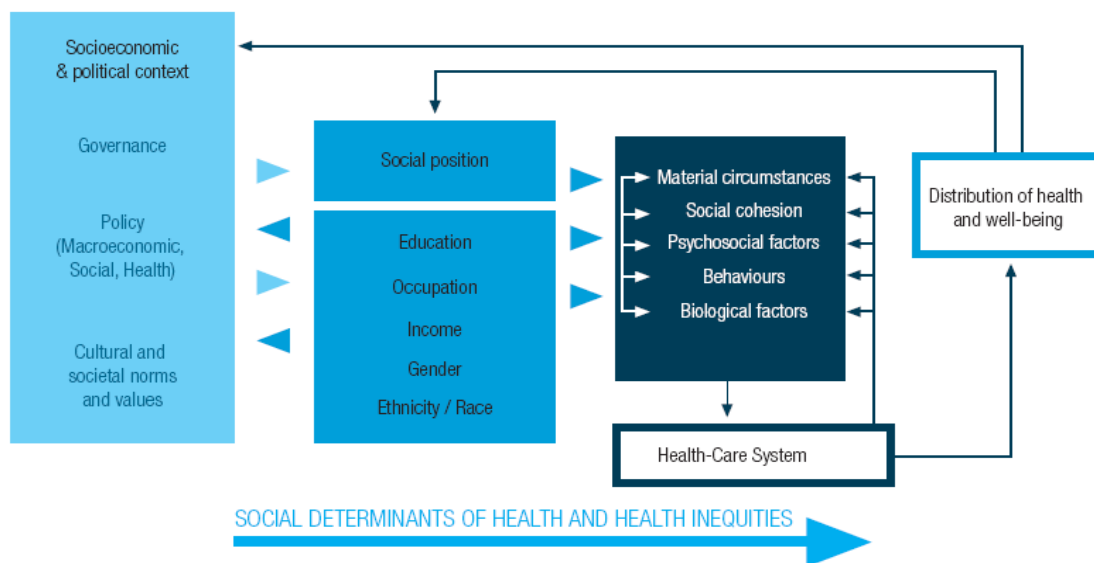 Socioeconomic
& political context
Governance
Policy
(Macroeconomic,
Social, Health)
Cultural and
societal norms
and values
Social position
Education
Occupation
Income
Gender
Ethnicity / Race
Material circumstances
Social cohesion
Psychosocial factors
Behaviours
Biological factors
Health-Care System
Distribution of health
and well-being
SOCIAL DETERMINANTS OF HEALTH AND HEALTH INEQUITIES